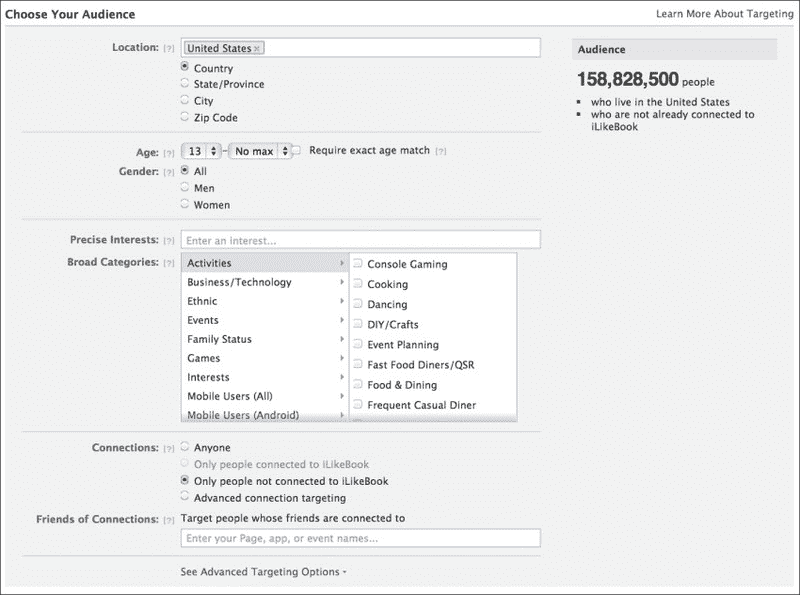 Choose Your Audience
Learn More About Targeting
Location: [?] United States ×
Country
State/Province
City
Zip Code
Age: [?] 13 – No max Require exact age match [?]
Gender: [?] All
Men
Women
Precise Interests: [?] Enter an interest...
Broad Categories: [?] Activities
Business/Technology
Ethnic
Events
Family Status
Games
Interests
Mobile Users (All)
Mobile Users (Android)
Console Gaming
Cooking
Dancing
DIY/Crafts
Event Planning
Fast Food Diners/QSR
Food & Dining
Frequent Casual Diner
Connections: [?] Anyone
Only people connected to iLikeBook
Only people not connected to iLikeBook
Advanced connection targeting
Friends of Connections: [?] Target people whose friends are connected to
Enter your Page, app, or event names...
See Advanced Targeting Options
Audience
158,828,500 people
who live in the United States
who are not already connected to
iLikeBook